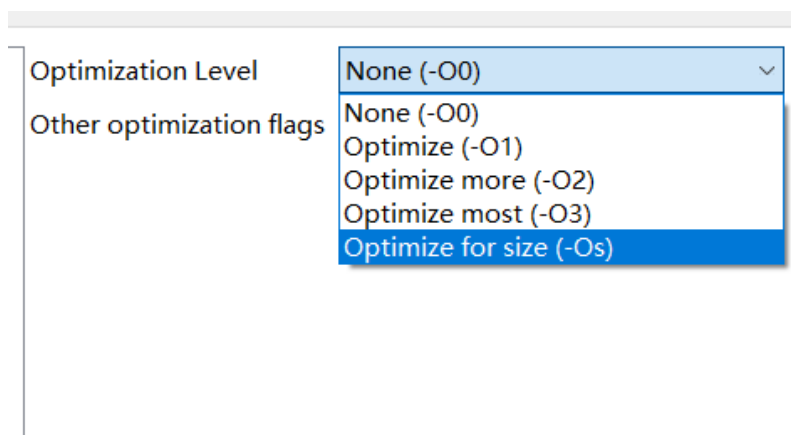 Optimization Level
None (-O0)
Other optimization flags
None (-O0)
Optimize (-O1)
Optimize more (-O2)
Optimize most (-O3)
Optimize for size (-Os)